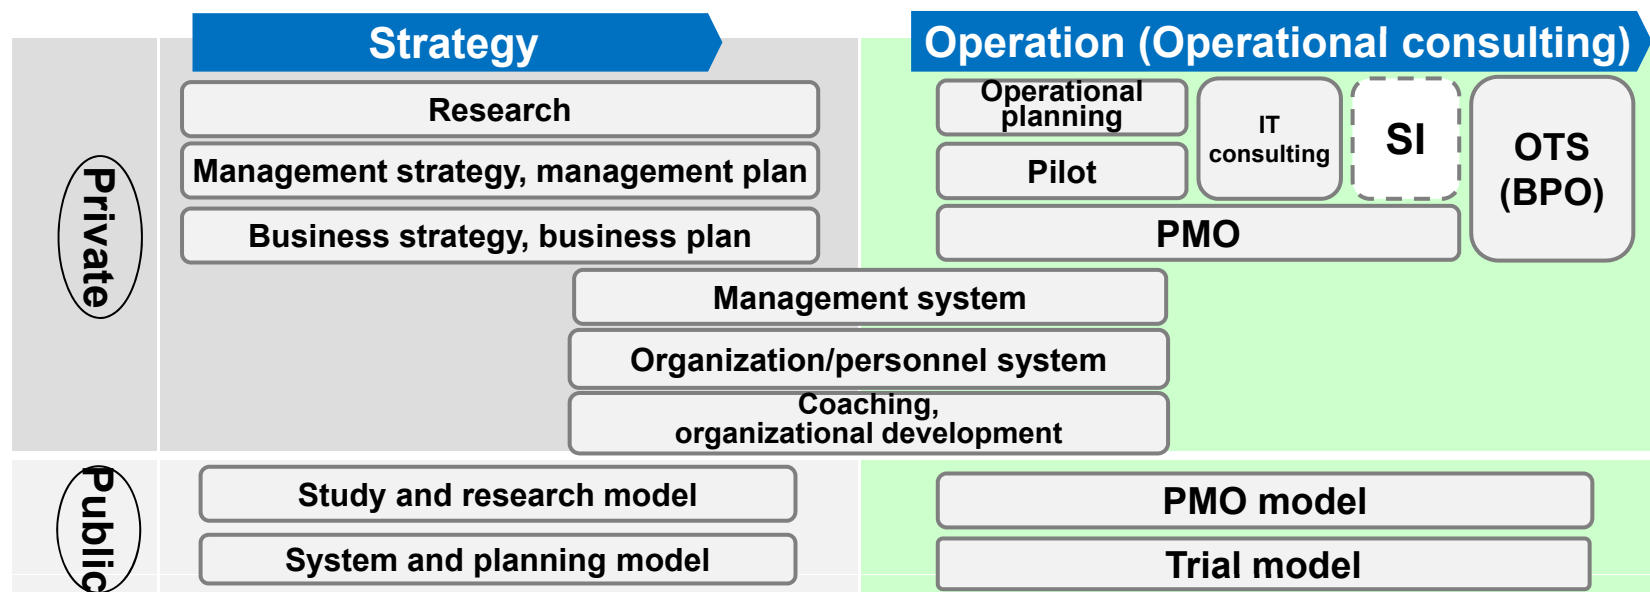 Strategy
Operation (Operational consulting)
Private
Research
Management strategy, management plan
Business strategy, business plan
Operational
planning
Pilot
IT
consulting
SI
OTS
(BPO)
PMO
Management system
Organization/personnel system
Coaching,
organizational development
Public
Study and research model
System and planning model
PMO model
Trial model